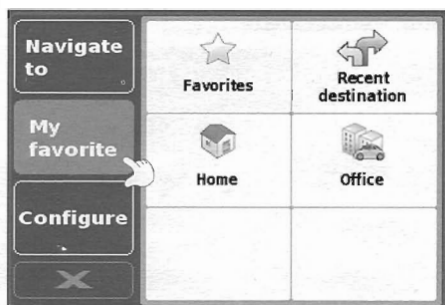 Navigate
to
My
favorite
Configure
Favorites
Recent
destination
Home
Office